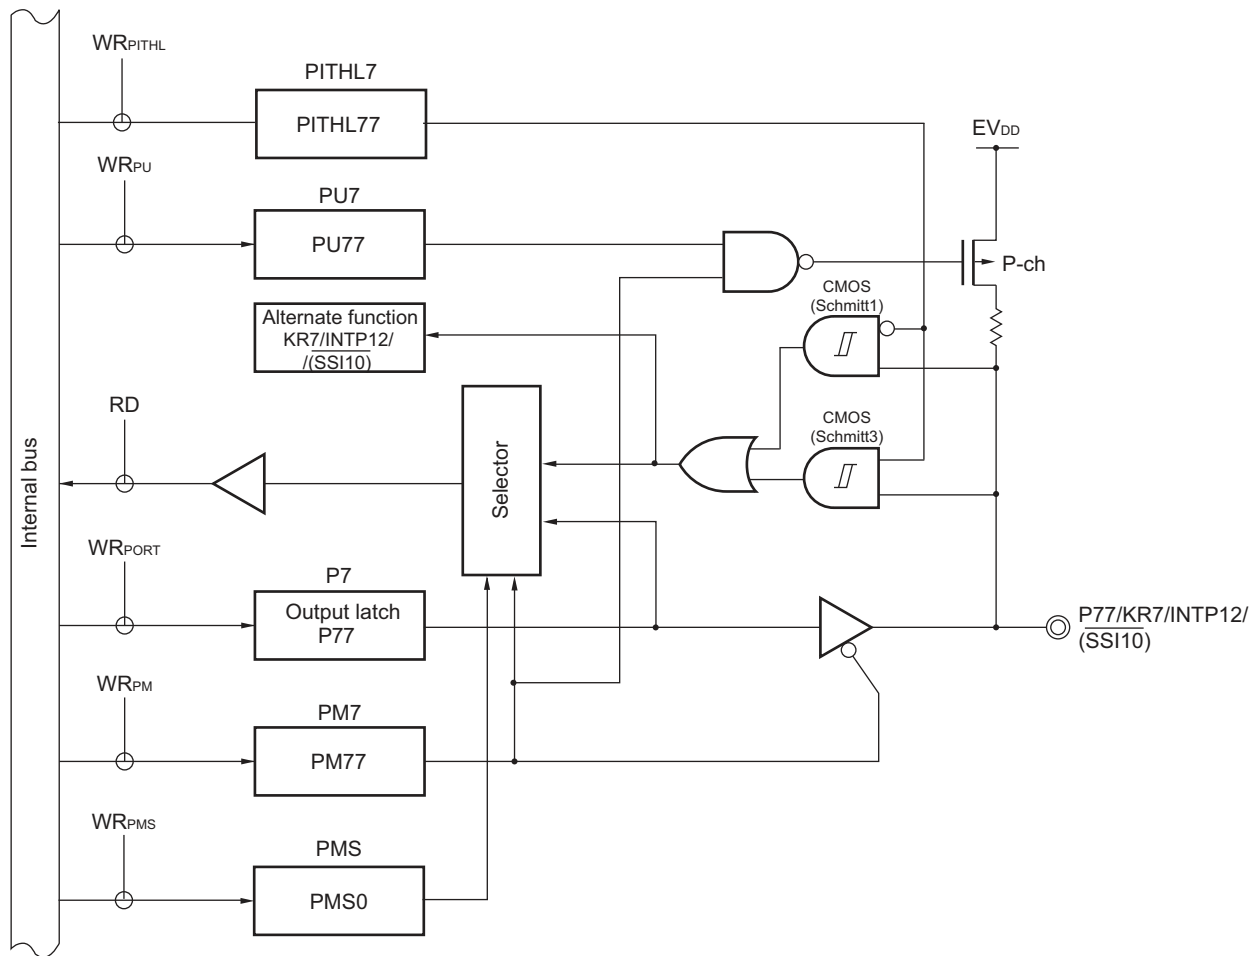 WRPITHL
PITHL7
PITHL77
EVDD
WRPU
PU7
PU77
P-ch
CMOS
(Schmitt1)
Alternate function
KR7/INTP12/
/(SSI10)
RD
CMOS
(Schmitt3)
Selector
Internal bus
WRPORT
P7
Output latch
P77
P77/KR7/INTP12/
(SSI10)
WRPM
PM7
PM77
WRPMS
PMS
PMS0